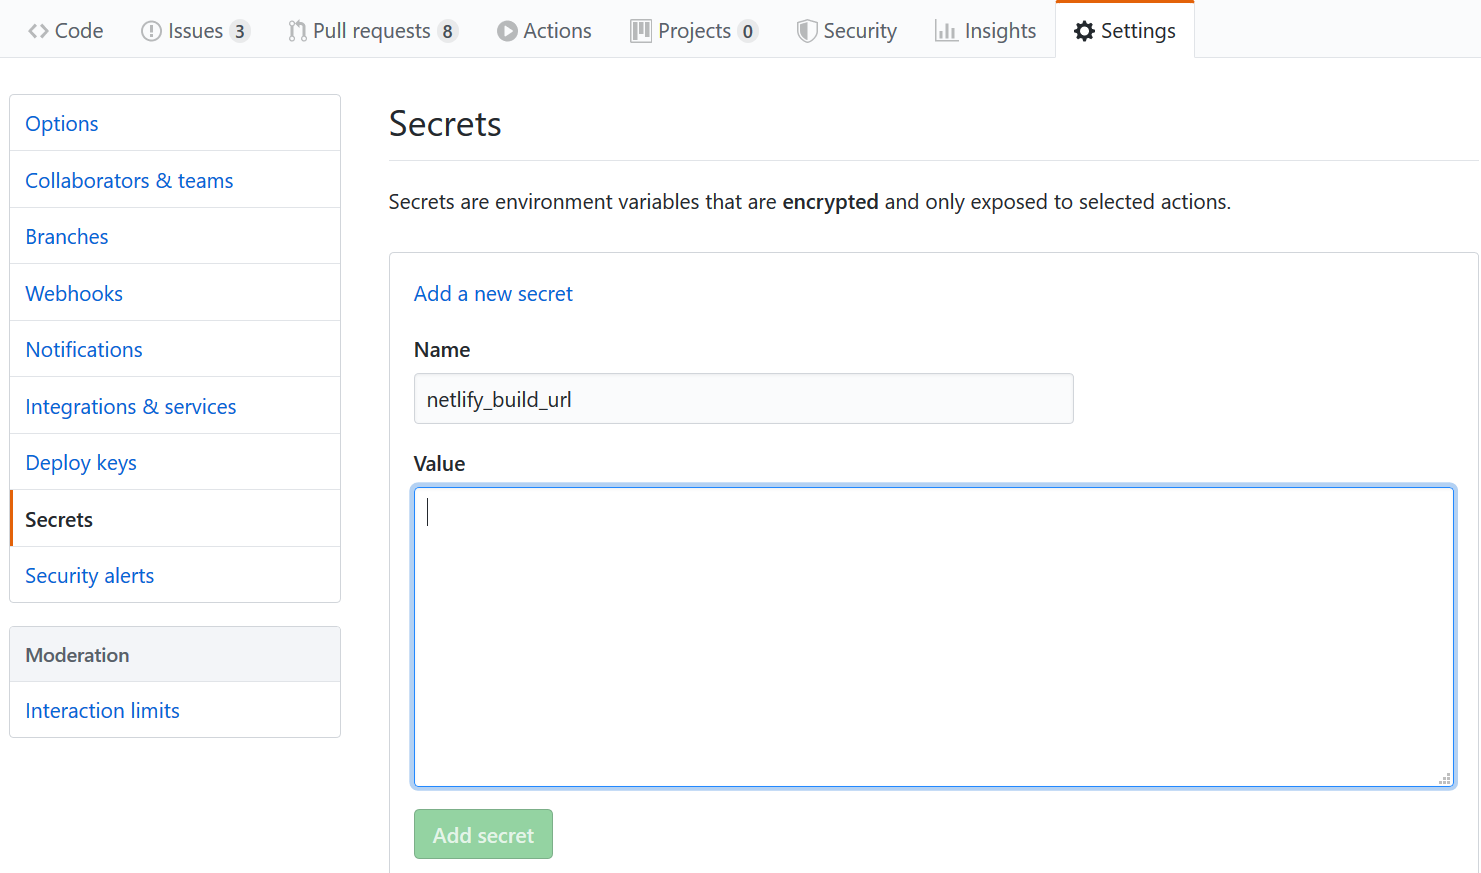 Code Issues 3 Pull requests 8 Actions Projects 0 Security Insights Settings
Options
Collaborators & teams
Branches
Webhooks
Notifications
Integrations & services
Deploy keys
Secrets
Security alerts
Moderation
Interaction limits
Secrets
Secrets are environment variables that are encrypted and only exposed to selected actions.
Add a new secret
Name
netlify_build_url
Value
Add secret